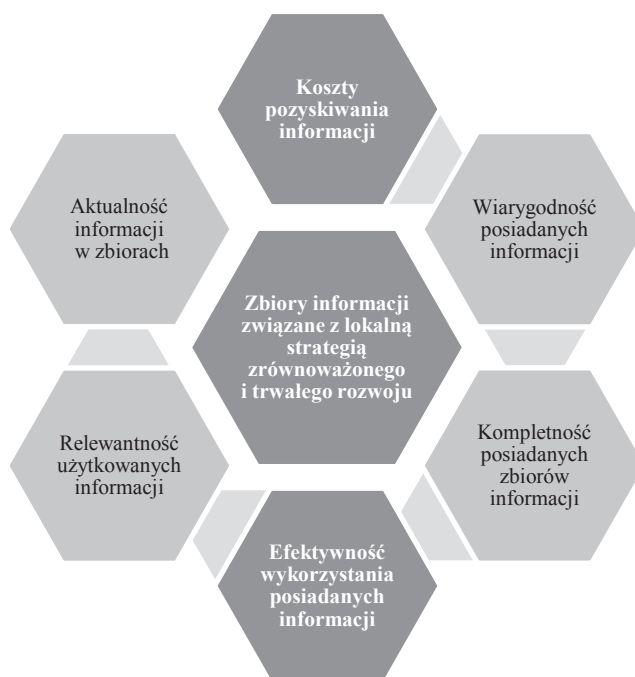 Koszty
pozyskiwania
informacji
Aktualność
informacji
w zbiorach
Wiarygodność
posiadanych
informacji
Zbiory informacji
związane z lokalną
strategią
zrównoważonego
i trwałego rozwoju
Relewantność
użytkowanych
informacji
Kompletność
posiadanych
zbiorów
informacji
Efektywność
wykorzystania
posiadanych
informacji